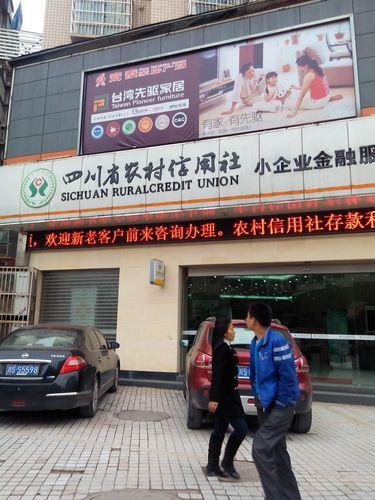 台湾先驱家居
Taiwan Pioneer furniture
有家,有先驱
四川省农村信用社
SICHUAN RURALCREDIT UNION
小企业金融服
，欢迎新老客户前来咨询办理。农村信用社存款利
S5598